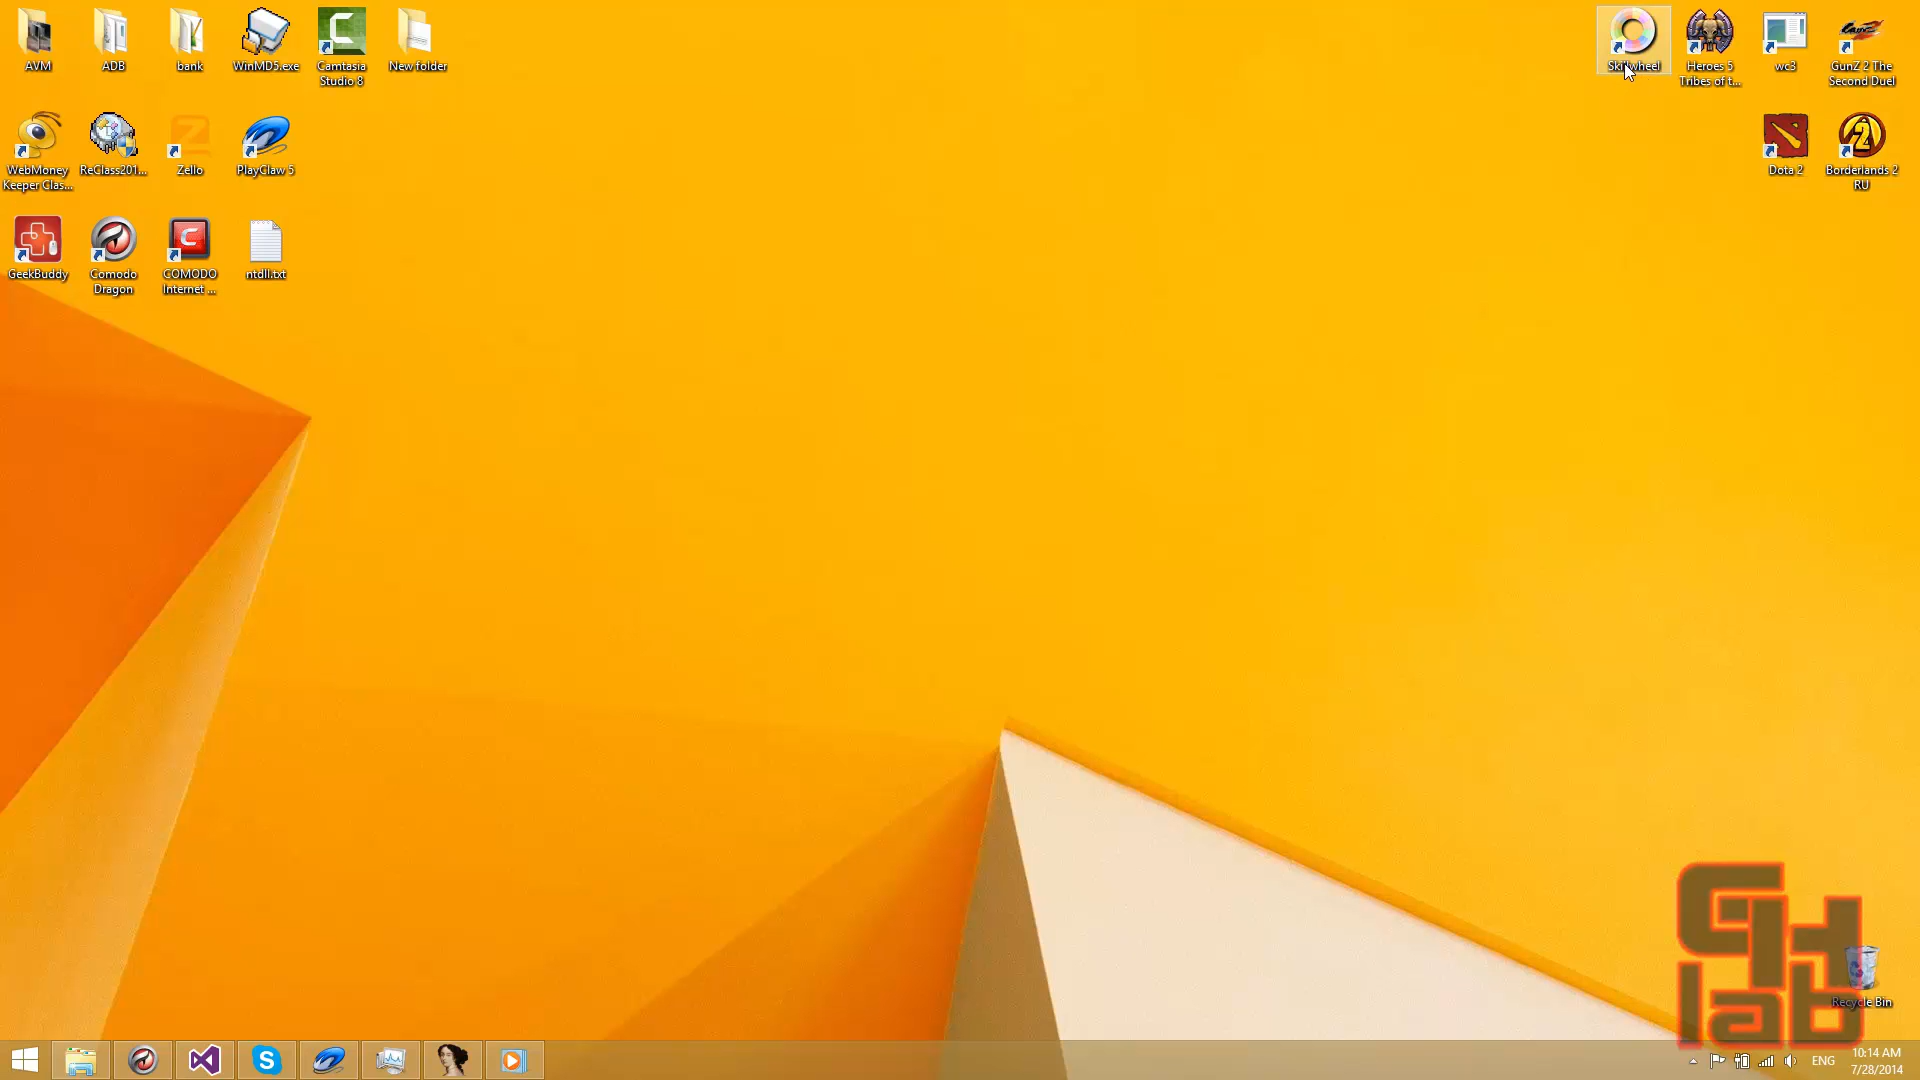 AVM
ADB
bank
WinMD5.exe
Camtasia
Studio 8
New folder
Skillwheel
Heroes 5
Tribes of t...
wc3
GunZ 2 The
Second Duel
WebMoney
Keeper Clas...
ReClass201...
Zello
PlayClaw 5
Dota 2
Borderlands 2
RU
GeekBuddy
Comodo
Dragon
COMODO
Internet ...
ntdll.txt
lab
Recycle Bin
ENG
10:14 AM
7/28/2014